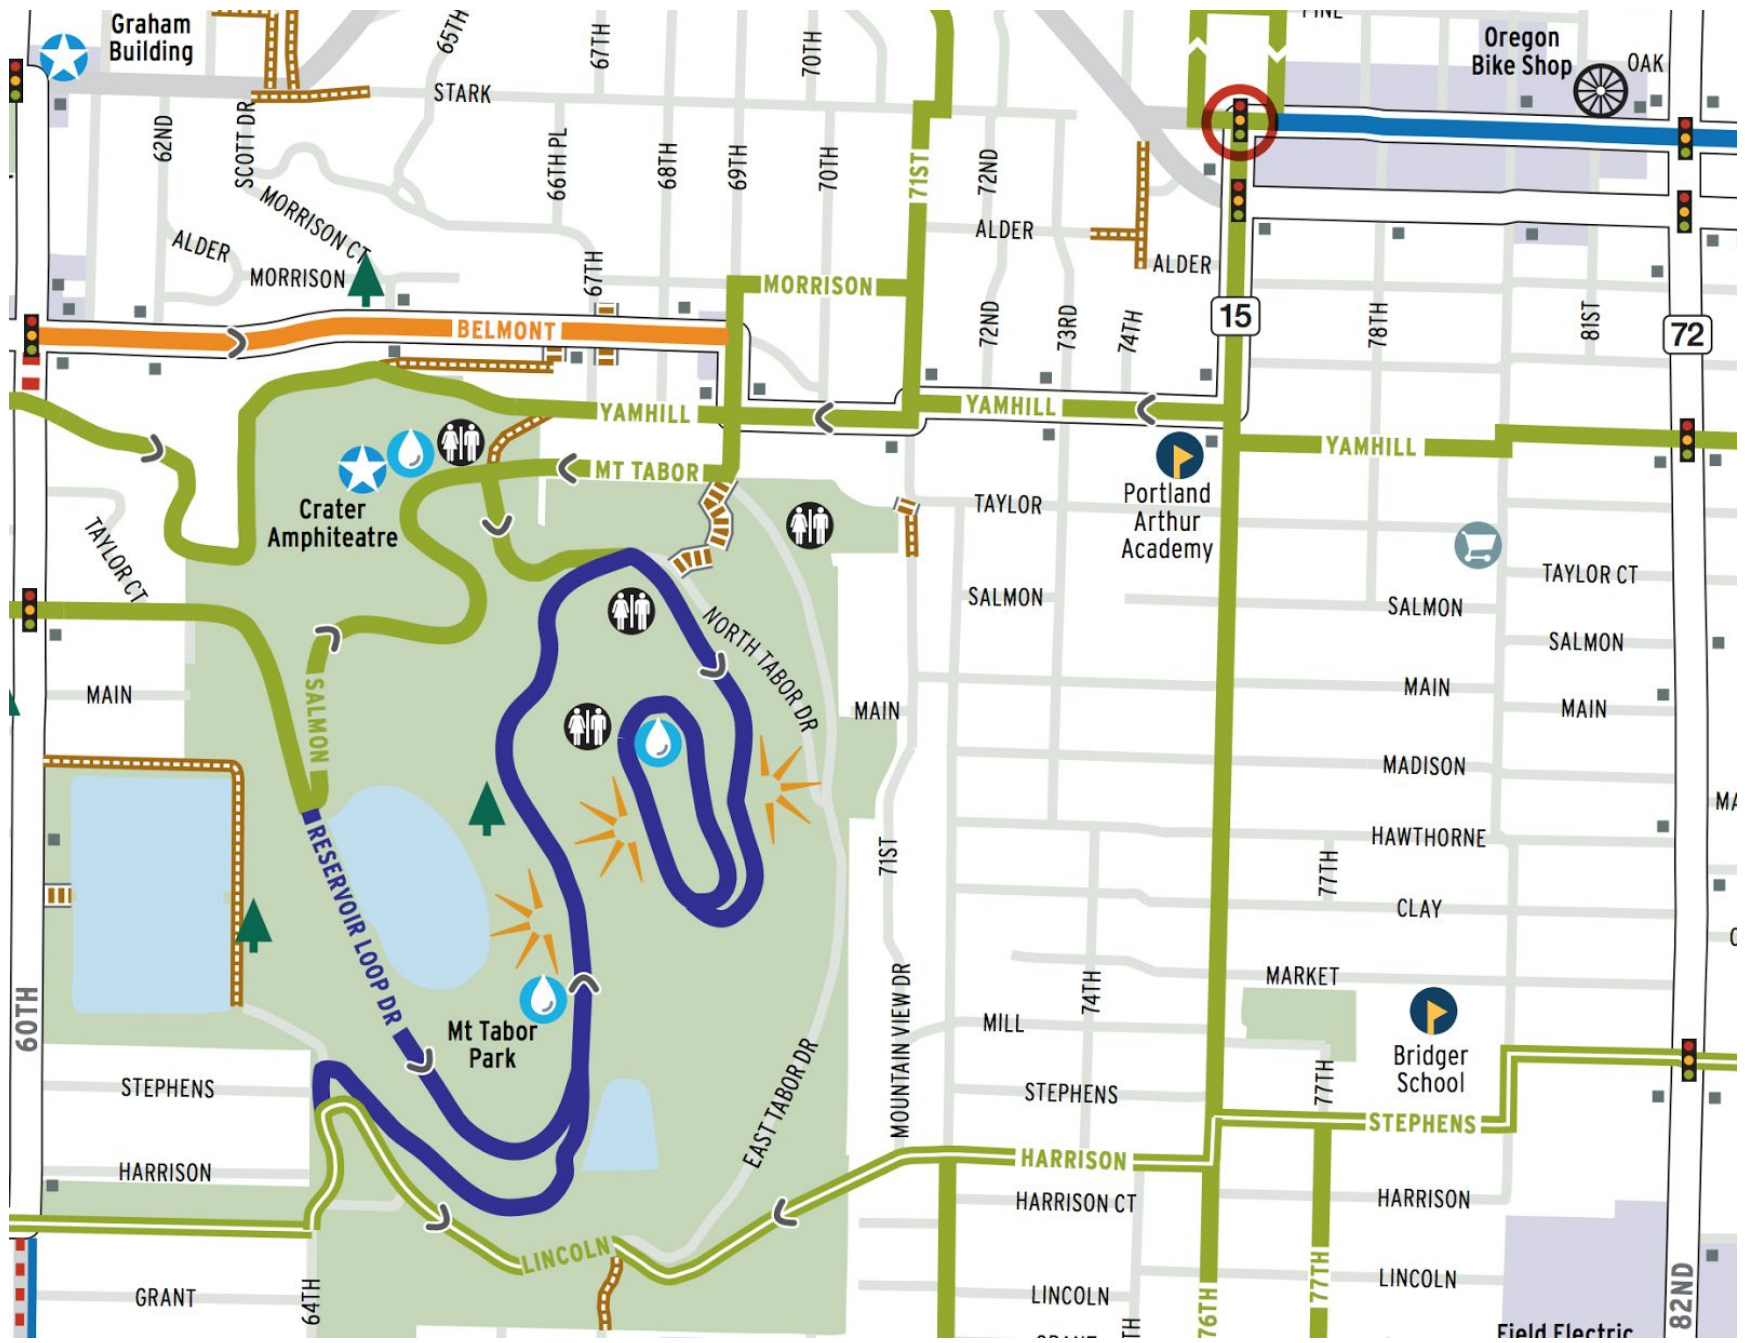 Graham
Building
65TH
67TH
70TH
PINE
Oregon
Bike Shop
OAK
STARK
62ND
SCOTT DR
66TH PL
68TH
69TH
70TH
71ST
72ND
MORRISON CT
ALDER
ALDER
ALDER
MORRISON
67TH
MORRISON
72ND
73RD
74TH
15
78TH
81ST
72
BELMONT
YAMHILL
YAMHILL
YAMHILL
MT TABOR
Crater
Amphiteatre
TAYLOR CT
TAYLOR
Portland
Arthur
Academy
TAYLOR CT
SALMON
SALMON
SALMON
NORTH TABOR DR
SALMON
MAIN
MAIN
MAIN
MAIN
MADISON
RESERVOIR LOOP DR
71ST
HAWTHORNE
77TH
CLAY
60TH
MARKET
74TH
MOUNTAIN VIEW DR
MILL
Mt Tabor
Park
Bridger
School
EAST TABOR DR
STEPHENS
STEPHENS
77TH
STEPHENS
HARRISON
HARRISON
HARRISON CT
HARRISON
LINCOLN
LINCOLN
LINCOLN
GRANT
64TH
76TH
77TH
82ND
Field Electric